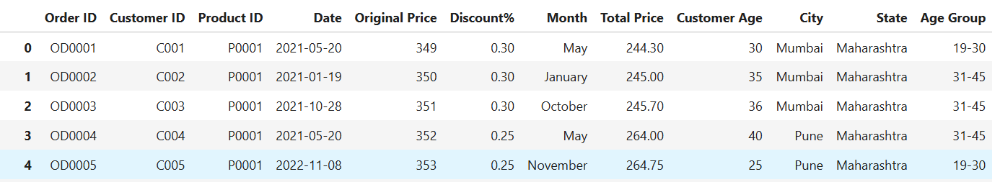 Order ID Customer ID Product ID Date Original Price Discount% Month Total Price Customer Age City State Age Group
0 OD0001 C001 P0001 2021-05-20 349 0.30 May 244.30 30 Mumbai Maharashtra 19-30
1 OD0002 C002 P0001 2021-01-19 350 0.30 January 245.00 35 Mumbai Maharashtra 31-45
2 OD0003 C003 P0001 2021-10-28 351 0.30 October 245.70 36 Mumbai Maharashtra 31-45
3 OD0004 C004 P0001 2021-05-20 352 0.25 May 264.00 40 Pune Maharashtra 31-45
4 OD0005 C005 P0001 2022-11-08 353 0.25 November 264.75 25 Pune Maharashtra 19-30